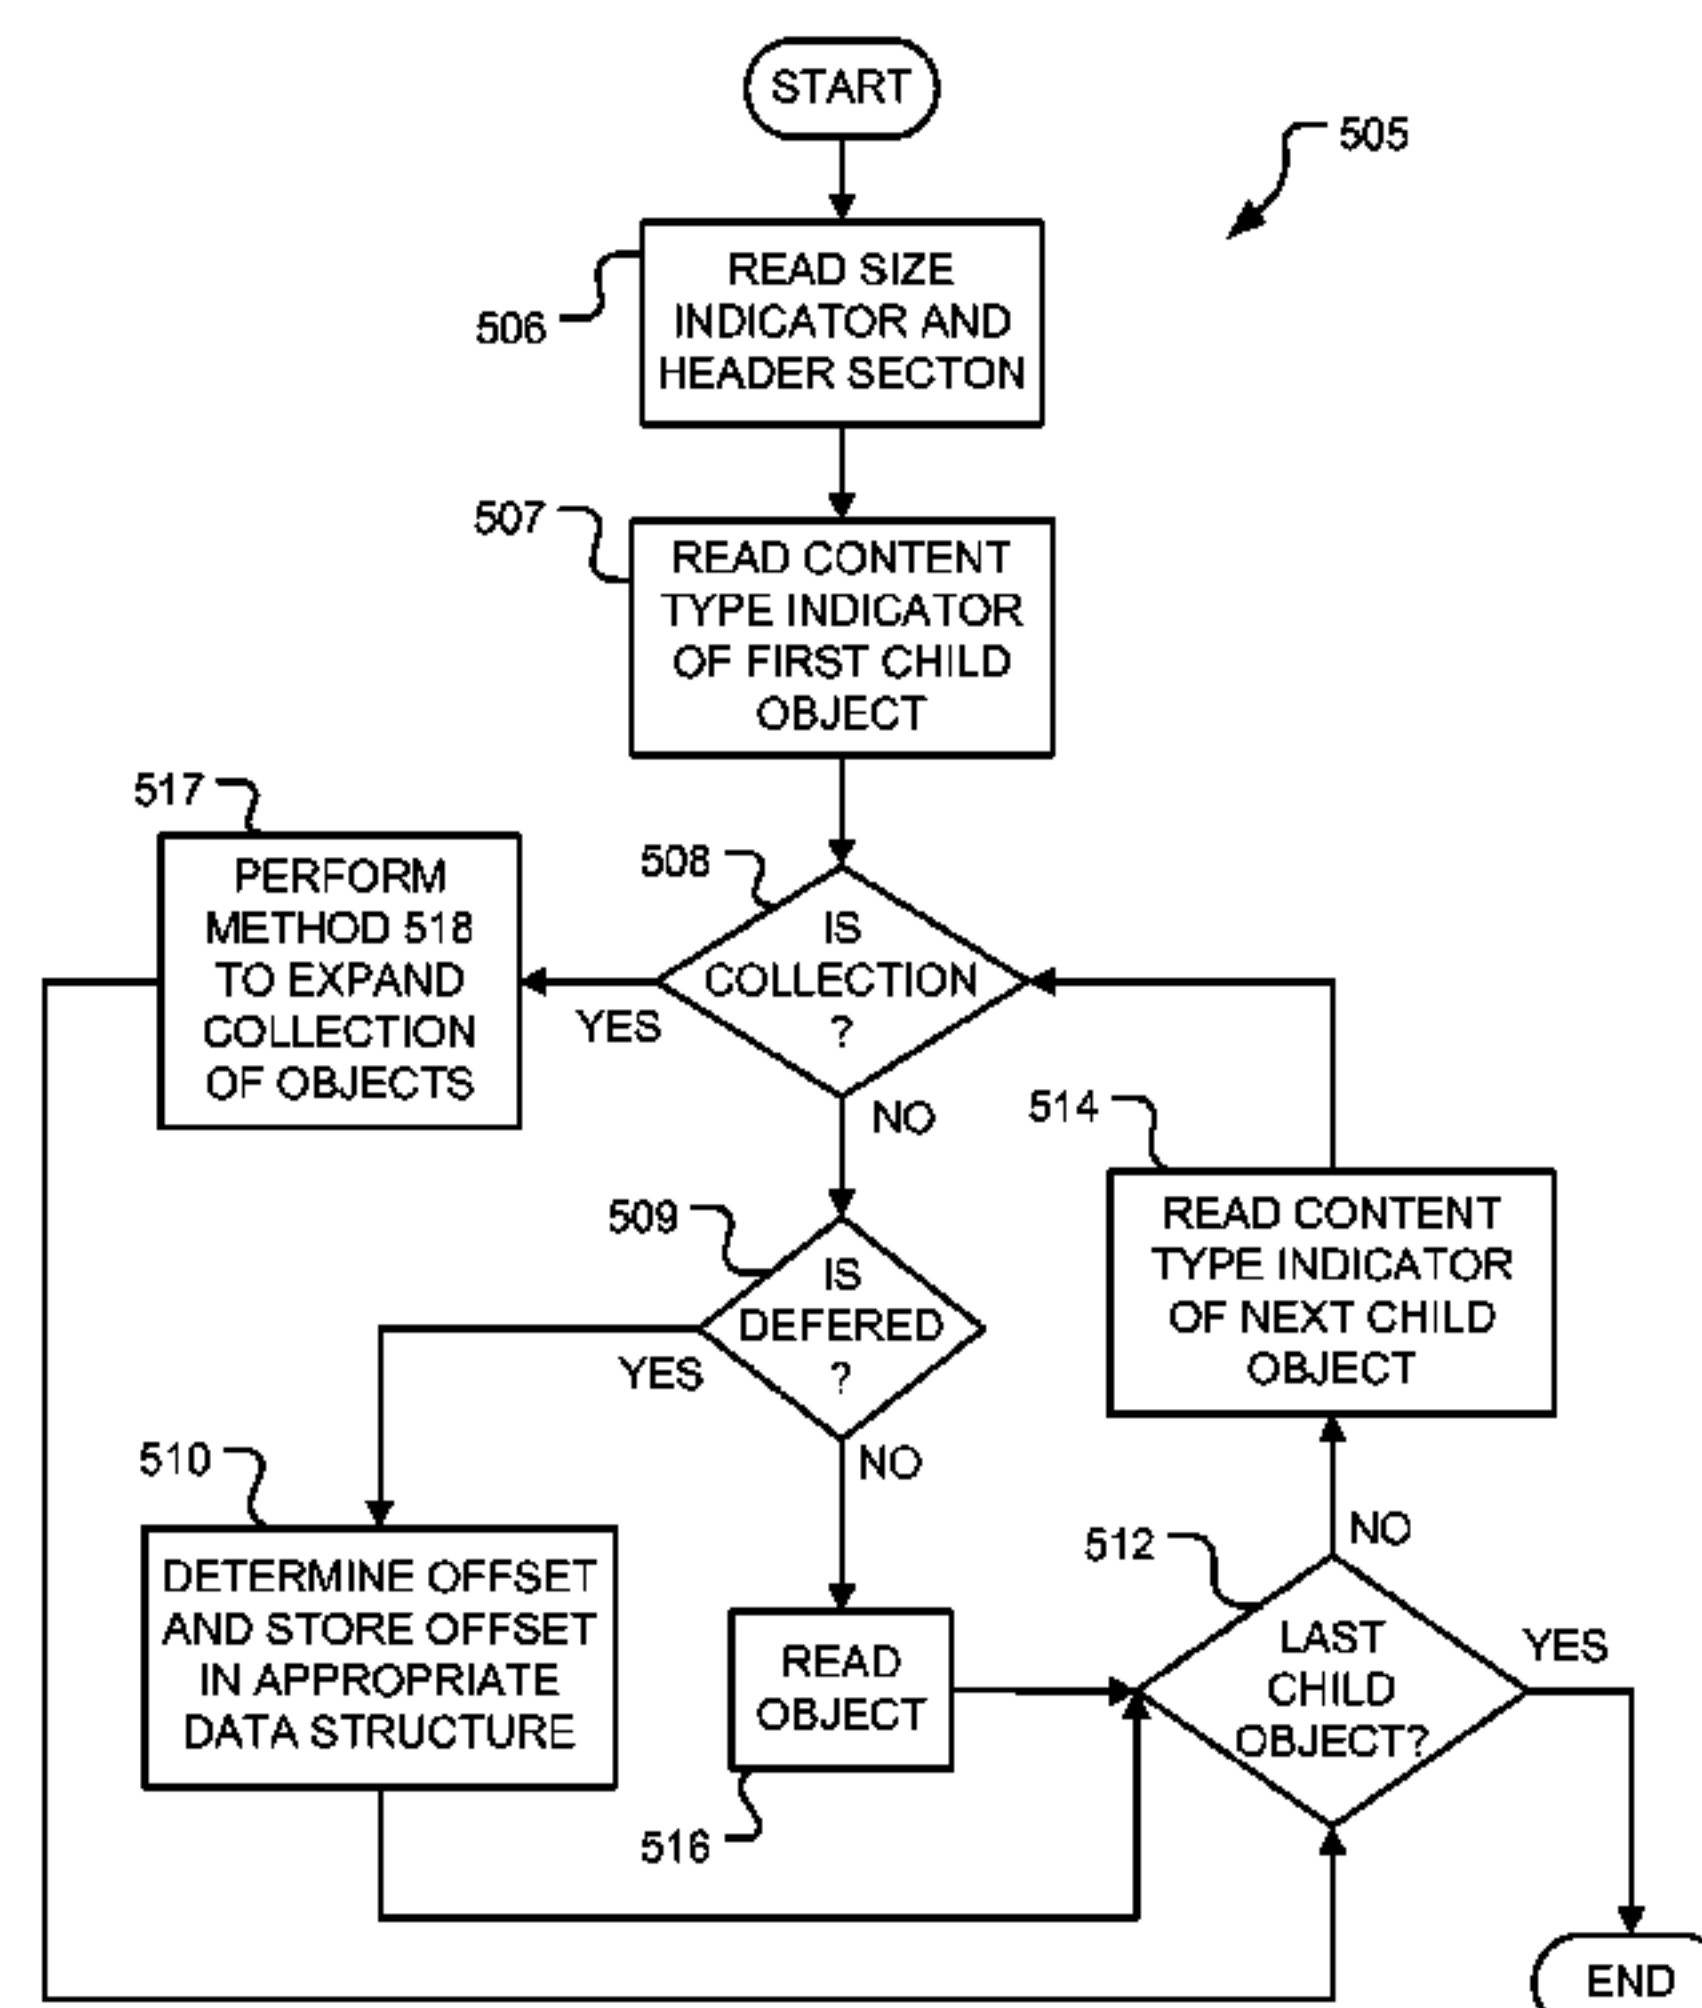 START
505
506
READ SIZE
INDICATOR AND
HEADER SECTON
507
READ CONTENT
TYPE INDICATOR
OF FIRST CHILD
OBJECT
517
PERFORM
METHOD 518
TO EXPAND
COLLECTION
OF OBJECTS
508
IS
COLLECTION
?
YES
NO
514
READ CONTENT
TYPE INDICATOR
OF NEXT CHILD
OBJECT
509
IS
DEFERED
?
YES
NO
510
DETERMINE OFFSET
AND STORE OFFSET
IN APPROPRIATE
DATA STRUCTURE
READ
OBJECT
516
512
NO
LAST
CHILD
OBJECT?
YES
END